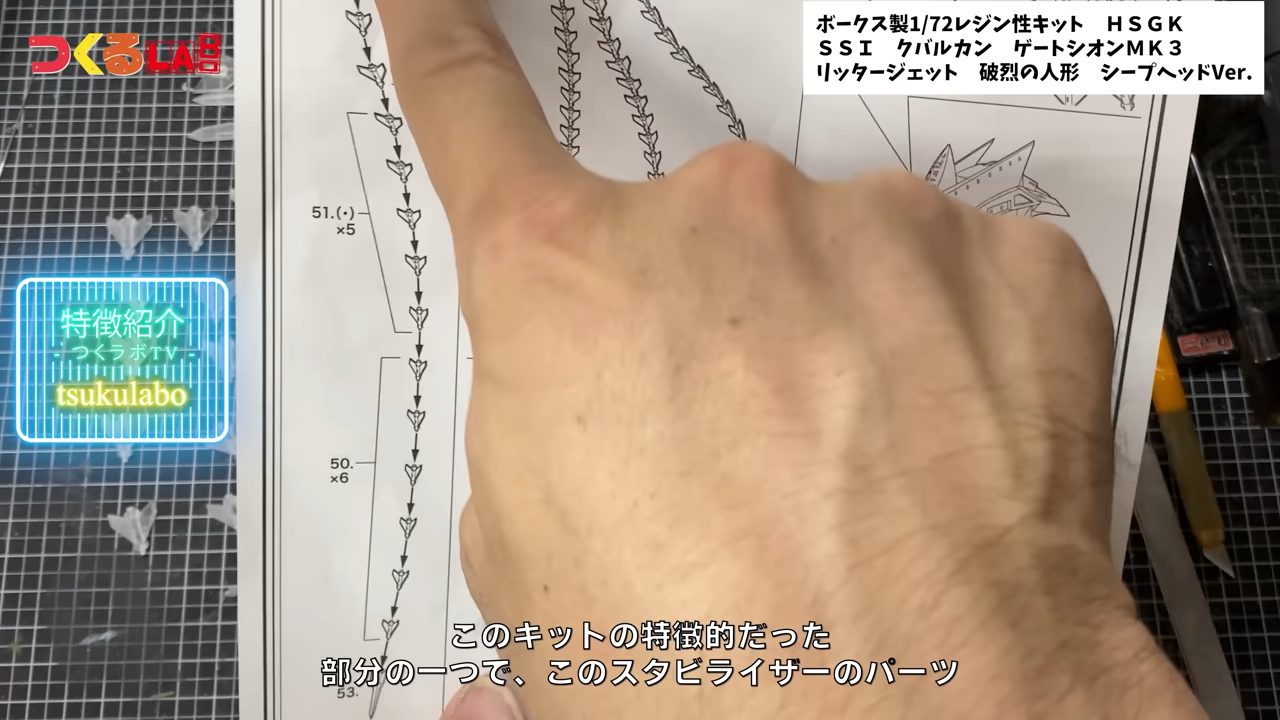 つくるLABO
ボークス製1/72レジン性キット　ＨＳＧＫ
ＳＳＩ　クバルカン　ゲートシオンＭＫ３
リッタージェット　破烈の人形　シープヘッドVer.
51.(•)
×5
特徴紹介
- つくラボTV -
tsukulabo
50.
×6
このキットの特徴的だった
部分の一つで、このスタビライザーのパーツ
53.